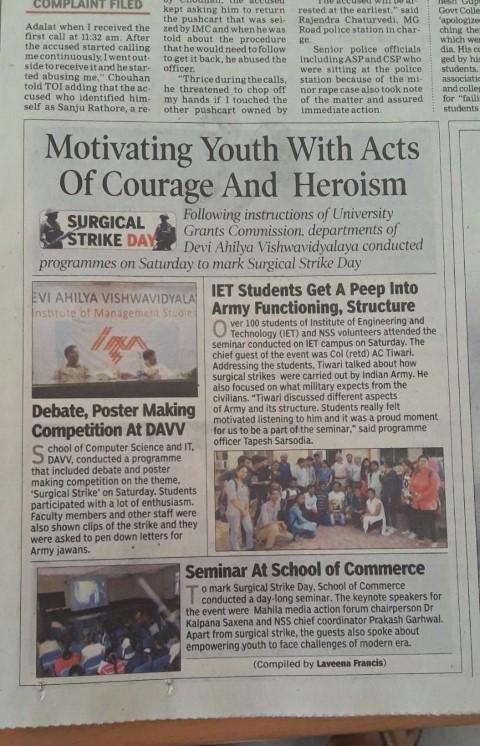 COMPLAINT FILED
Adalat when I received the
first call at 11:32 am. After
the accused started calling
me continuously, I went out-
side to receive it and he star-
ted abusing me,” Chouhan
told TOI adding that the ac-
cused who identified him-
self as Sanju Rathore, a re-
kept asking him to return
the pushcart that was sei-
zed by IMC and when he was
told about the procedure
that he would need to follow
to get it back, he abused the
officer.
“Thrice during the calls,
he threatened to chop off
my hands if I touched the
other pushcart owned by
rested at the earliest,” said
Rajendra Chaturvedi, MG
Road police station in char-
ge.
Senior police officials
including ASP and CSP who
were sitting at the police
station because of the mi-
nor rape case also took note
of the matter and assured
immediate action.
Govt Colle
‘apologize
ching the
which we
dia. His c
ged by hi
students,
associati
and colleg
for “faili
students
Motivating Youth With Acts
Of Courage And Heroism
SURGICAL
STRIKE DAY
Following instructions of University
Grants Commission, departments of
Devi Ahilya Vishwavidyalaya conducted
programmes on Saturday to mark Surgical Strike Day
EVI AHILYA VISHWAVIDYALA
Institute of Management Studies
Debate, Poster Making
Competition At DAVV
School of Computer Science and IT,
DAVV, conducted a programme
that included debate and poster
making competition on the theme,
‘Surgical Strike’ on Saturday. Students
participated with a lot of enthusiasm.
Faculty members and other staff were
also shown clips of the strike and they
were asked to pen down letters for
Army jawans.
IET Students Get A Peep Into
Army Functioning, Structure
Over 100 students of Institute of Engineering and
Technology (IET) and NSS volunteers attended the
seminar conducted on IET campus on Saturday. The
chief guest of the event was Col (retd) AC Tiwari.
Addressing the students, Tiwari talked about how
surgical strikes were carried out by Indian Army. He
also focused on what military expects from the
civilians. “Tiwari discussed different aspects
of Army and its structure. Students really felt
motivated listening to him and it was a proud moment
for us to be a part of the seminar,” said programme
officer Tapesh Sarsodia.
Seminar At School of Commerce
To mark Surgical Strike Day, School of Commerce
conducted a day-long seminar. The keynote speakers for
the event were Mahila media action forum chairperson Dr
Kalpana Saxena and NSS chief coordinator Prakash Garhwal.
Apart from surgical strike, the guests also spoke about
empowering youth to face challenges of modern era.
(Compiled by Laveena Francis)